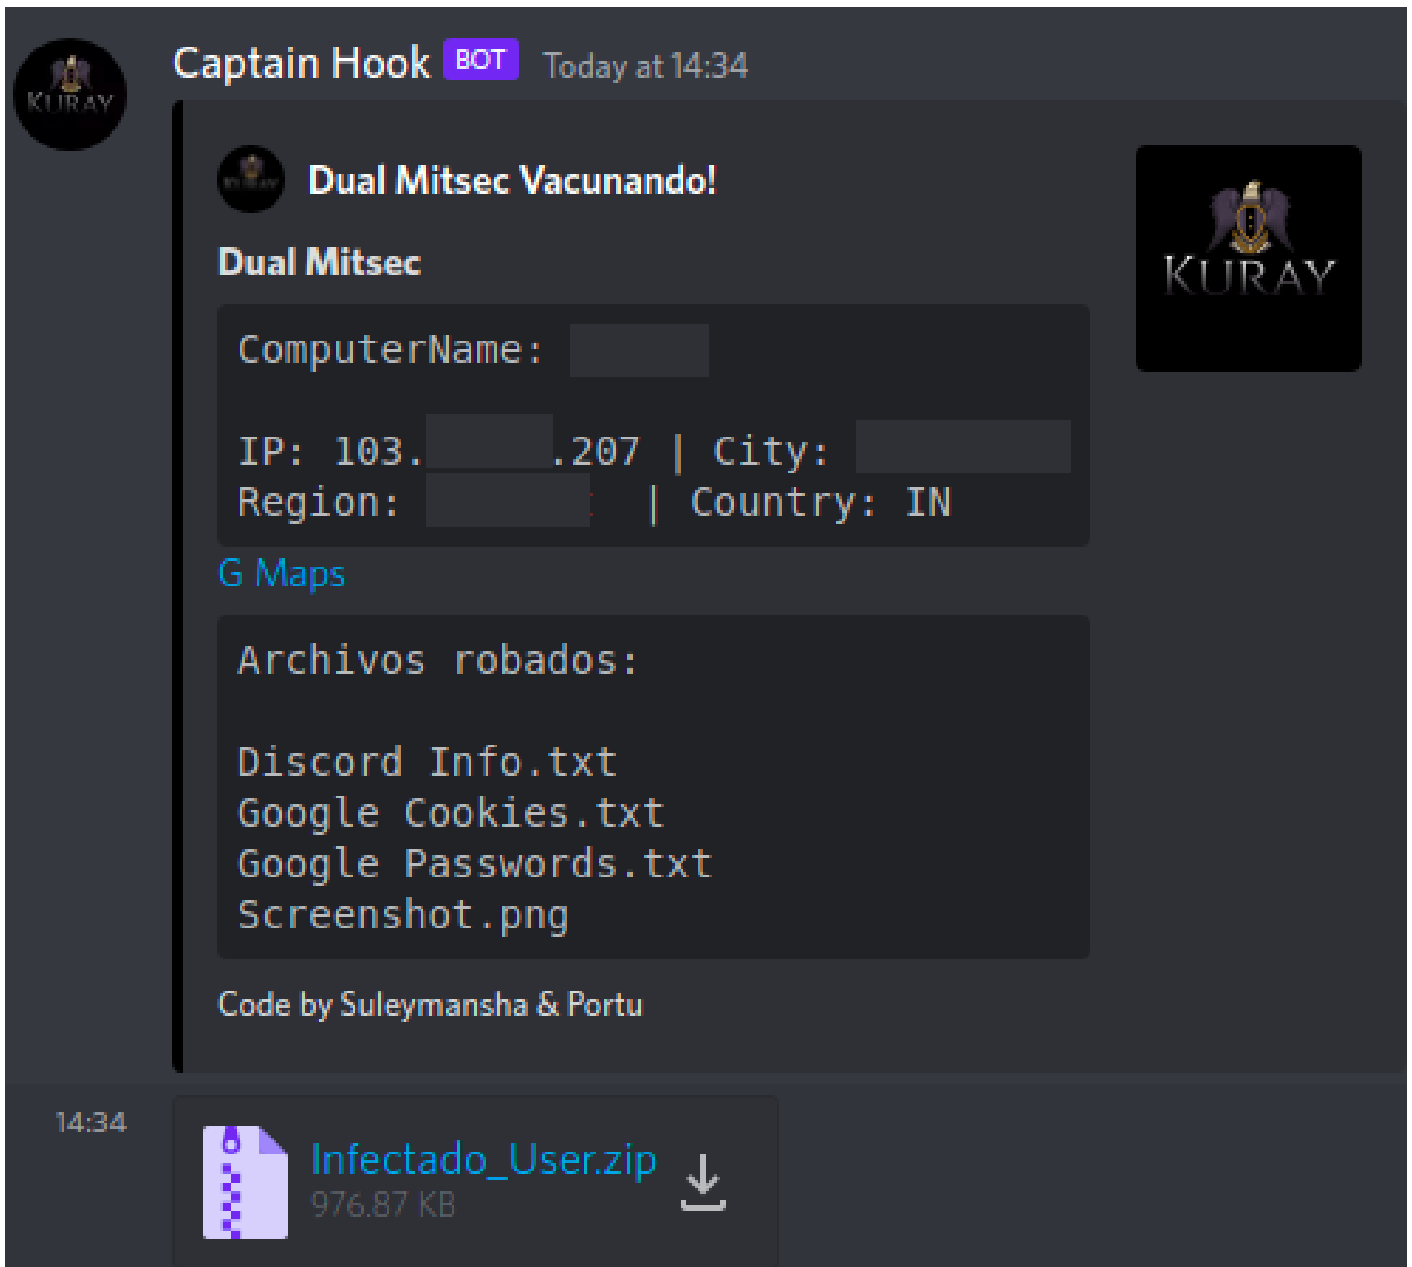 Captain Hook BOT Today at 14:34
KURAY
Dual Mitsec Vacunando!
Dual Mitsec
KURAY
ComputerName:
IP: 103. .207 | City:
Region: | Country: IN
G Maps
Archivos robados:
Discord Info.txt
Google Cookies.txt
Google Passwords.txt
Screenshot.png
Code by Suleymansha & Portu
14:34
Infectado_User.zip
976.87 KB